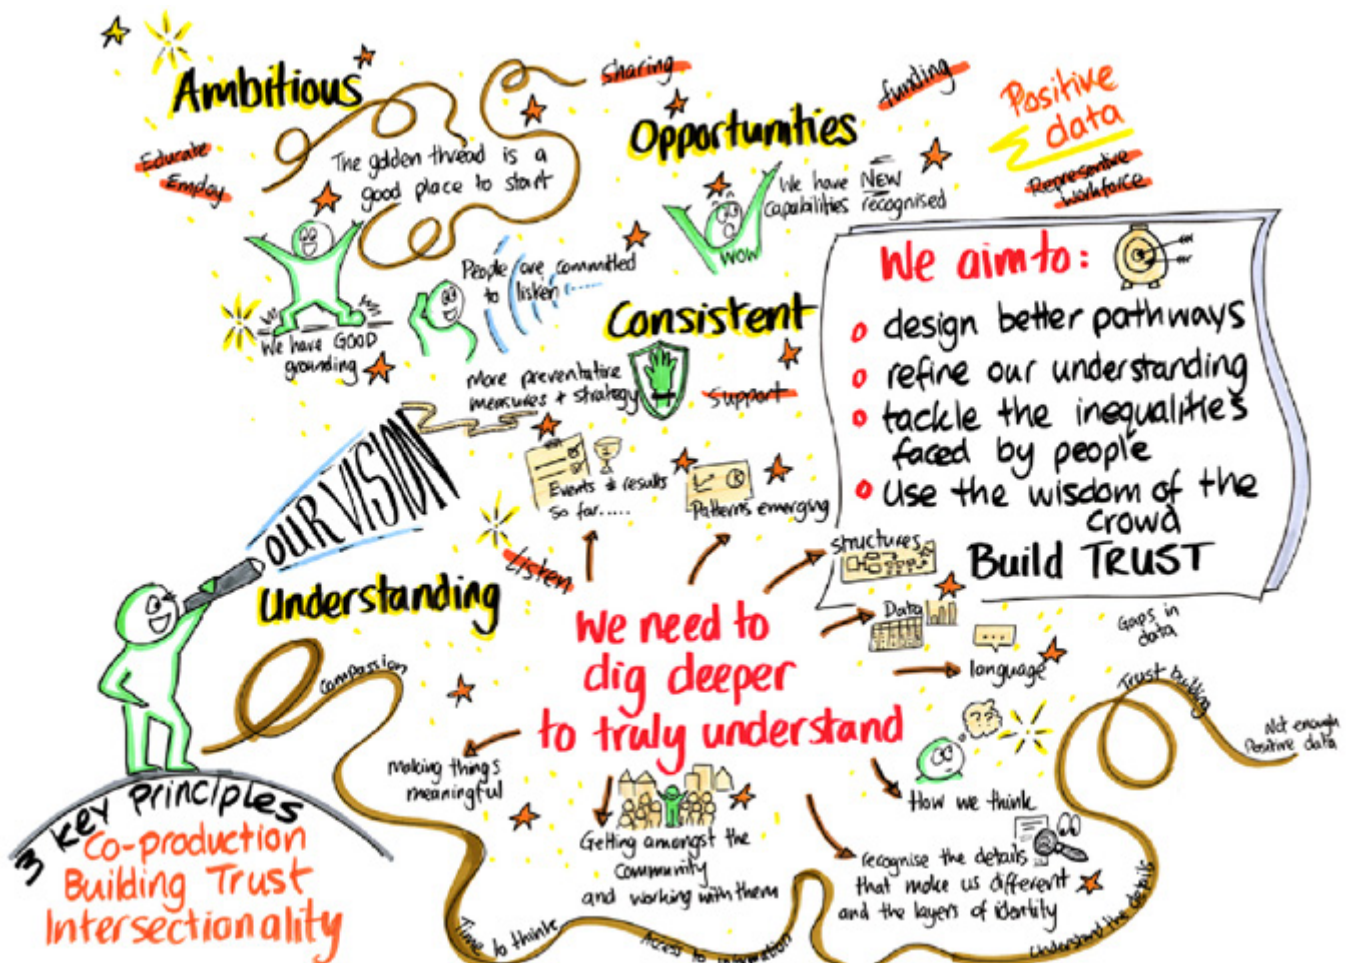 Ambitious
Educate
Employ
The golden thread is a
good place to start
sharing
Opportunities
funding
Positive
data
Representive
workforce
We have NEW
capabilities recognised
WOW
We have GOOD
grounding
People are committed
to listen
Consistent
More preventative
measures + strategy
Support
We aim to:
design better pathways
refine our understanding
tackle the inequalities
faced by people
Use the wisdom of the
crowd
Build TRUST
OUR VISION
Events & results
so far.....
Patterns emerging
structures
Data
language
Gaps in
data
Listen
Understanding
We need to
dig deeper
to truly understand
Compassion
Making things
meaningful
Getting amongst the
Community
and working with them
How we think
recognise the details
that make us different
and the layers of identity
Trust building
Not enough
Positive data
3 Key Principles
Co-production
Building Trust
Intersectionality
Time to think
Access to information
Understand the details